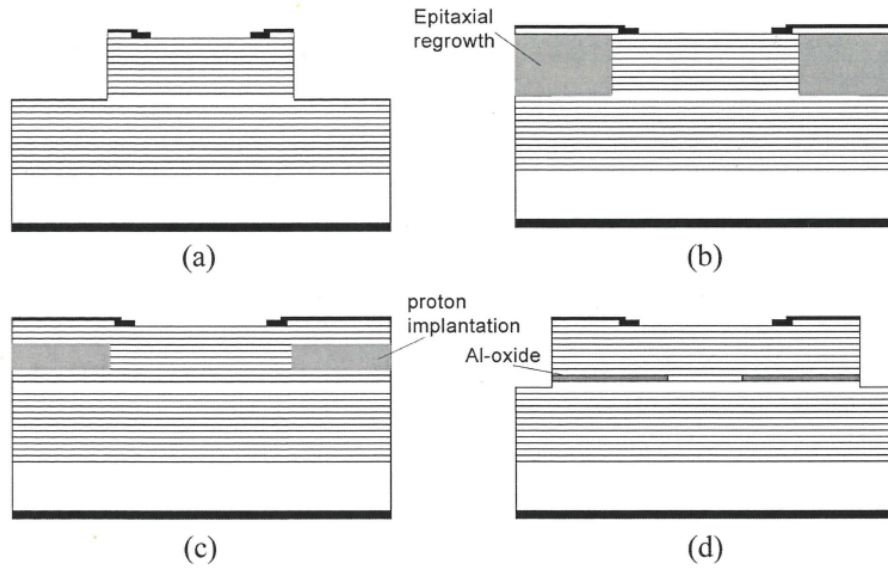 Epitaxial
regrowth
(a)
(b)
proton
implantation
Al-oxide
(c)
(d)